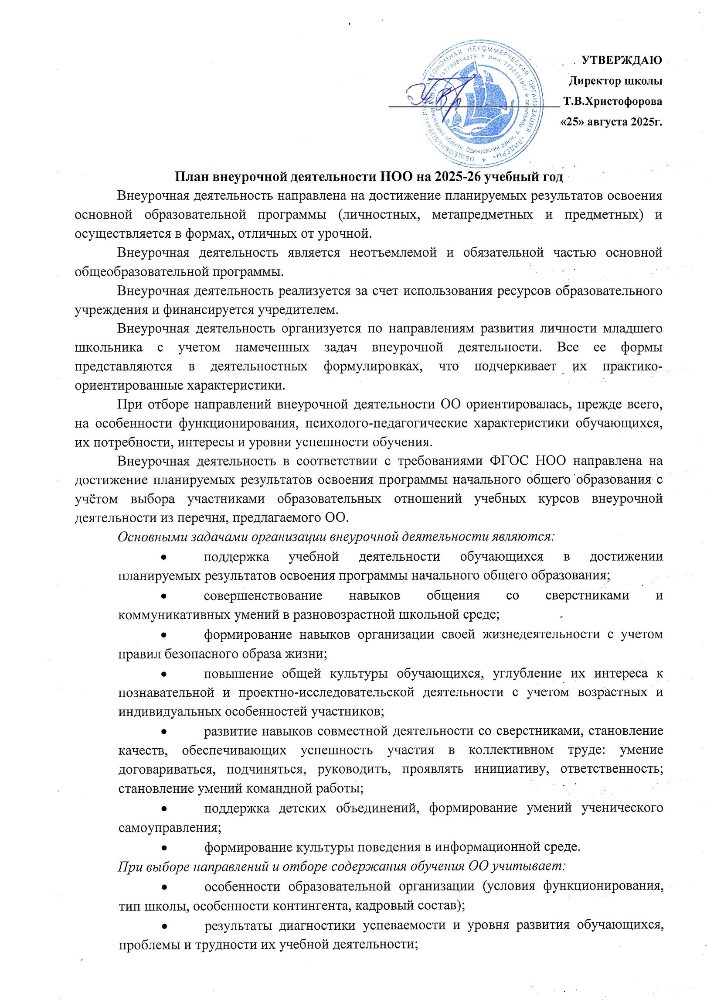 УТВЕРЖДАЮ
Директор школы
Т.В.Христофорова
«25» августа 2025г.
ОБЩЕОБРАЗОВАТЕЛЬНАЯ АВТОНОМНАЯ НЕКОММЕРЧЕСКАЯ ОРГАНИЗАЦИЯ «ЛИДЕРЫ»
ИНН 7733191951 * Московская область, Одинцовский район, с. Ромашково
План внеурочной деятельности НОО на 2025-26 учебный год
Внеурочная деятельность направлена на достижение планируемых результатов освоения
основной образовательной программы (личностных, метапредметных и предметных) и
осуществляется в формах, отличных от урочной.
Внеурочная деятельность является неотъемлемой и обязательной частью основной
общеобразовательной программы.
Внеурочная деятельность реализуется за счет использования ресурсов образовательного
учреждения и финансируется учредителем.
Внеурочная деятельность организуется по направлениям развития личности младшего
школьника с учетом намеченных задач внеурочной деятельности. Все ее формы
представляются в деятельностных формулировках, что подчеркивает их практико-
ориентированные характеристики.
При отборе направлений внеурочной деятельности ОО ориентировалась, прежде всего,
на особенности функционирования, психолого-педагогические характеристики обучающихся,
их потребности, интересы и уровни успешности обучения.
Внеурочная деятельность в соответствии с требованиями ФГОС НОО направлена на
достижение планируемых результатов освоения программы начального общего образования с
учётом выбора участниками образовательных отношений учебных курсов внеурочной
деятельности из перечня, предлагаемого ОО.
Основными задачами организации внеурочной деятельности являются:
• поддержка учебной деятельности обучающихся в достижении
планируемых результатов освоения программы начального общего образования;
• совершенствование навыков общения со сверстниками и
коммуникативных умений в разновозрастной школьной среде;
• формирование навыков организации своей жизнедеятельности с учетом
правил безопасного образа жизни;
• повышение общей культуры обучающихся, углубление их интереса к
познавательной и проектно-исследовательской деятельности с учетом возрастных и
индивидуальных особенностей участников;
• развитие навыков совместной деятельности со сверстниками, становление
качеств, обеспечивающих успешность участия в коллективном труде: умение
договариваться, подчиняться, руководить, проявлять инициативу, ответственность;
становление умений командной работы;
• поддержка детских объединений, формирование умений ученического
самоуправления;
• формирование культуры поведения в информационной среде.
При выборе направлений и отборе содержания обучения ОО учитывает:
• особенности образовательной организации (условия функционирования,
тип школы, особенности контингента, кадровый состав);
• результаты диагностики успеваемости и уровня развития обучающихся,
проблемы и трудности их учебной деятельности;